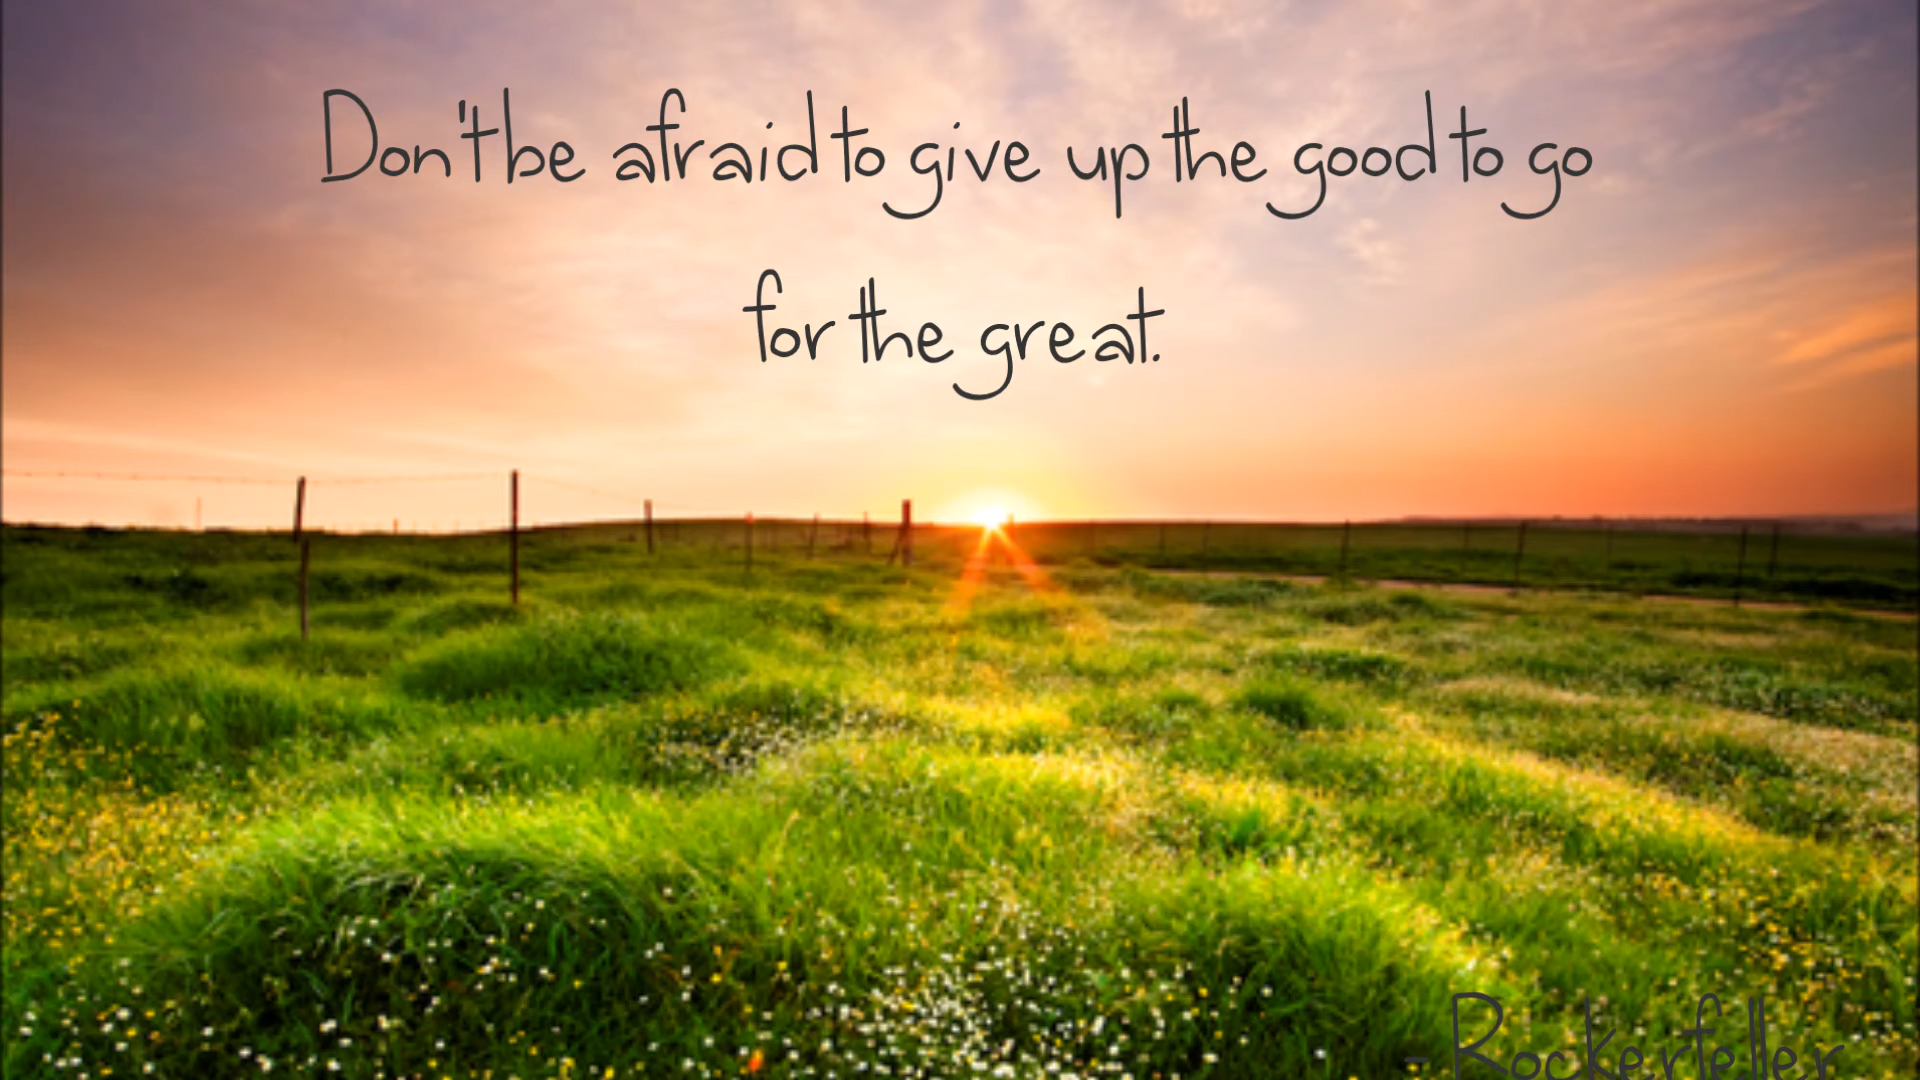 Don't be afraid to give up the good to go
for the great.
- Rockerfeller